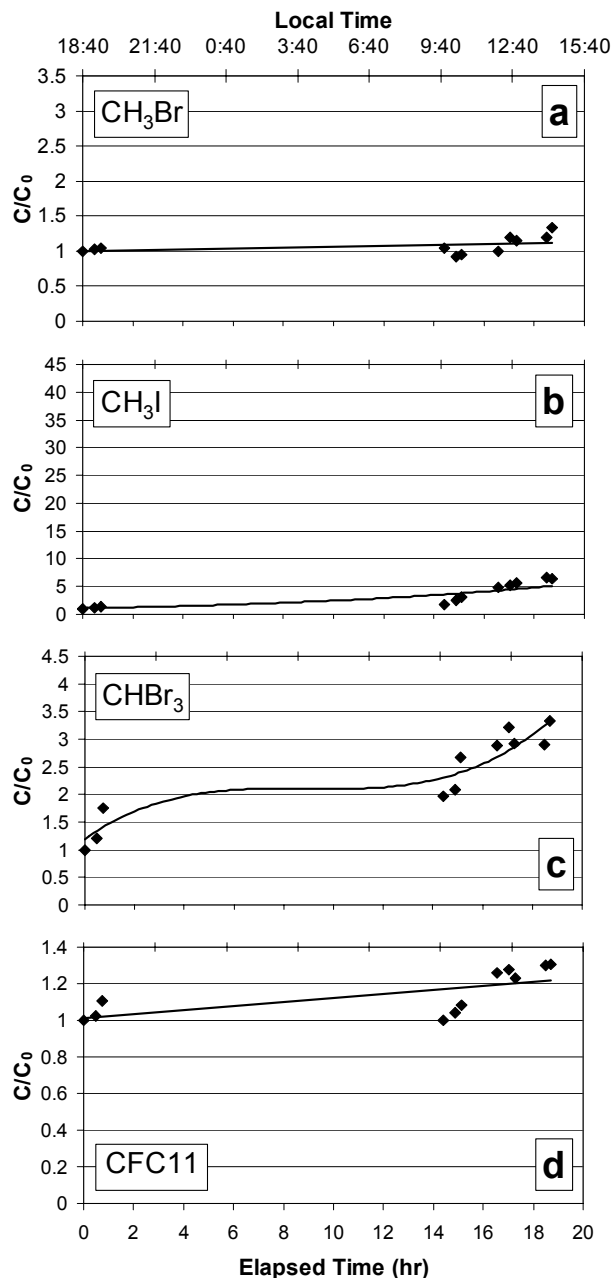 Local Time
18:40 21:40 0:40 3:40 6:40 9:40 12:40 15:40
3.5
3
2.5
2
1.5
1
0.5
0
C/C₀
CH₃Br
a
45
40
35
30
25
20
15
10
5
0
C/C₀
CH₃I
b
4.5
4
3.5
3
2.5
2
1.5
1
0.5
0
C/C₀
CHBr₃
c
1.4
1.2
1
0.8
0.6
0.4
0.2
0
C/C₀
CFC11
d
0 2 4 6 8 10 12 14 16 18 20
Elapsed Time (hr)